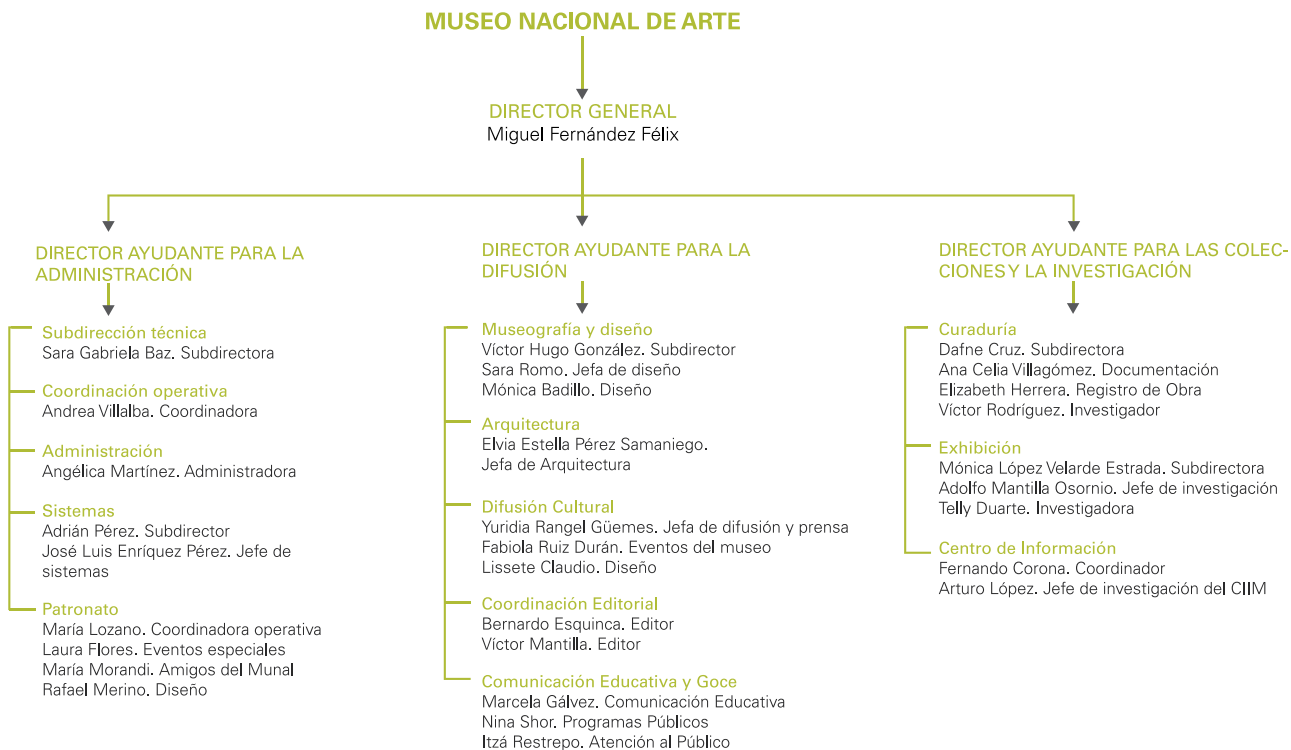 MUSEO NACIONAL DE ARTE
DIRECTOR GENERAL
Miguel Fernández Félix
DIRECTOR AYUDANTE PARA LA
ADMINISTRACIÓN
Subdirección técnica
Sara Gabriela Baz. Subdirectora
Coordinación operativa
Andrea Villalba. Coordinadora
Administración
Angélica Martínez. Administradora
Sistemas
Adrián Pérez. Subdirector
José Luis Enríquez Pérez. Jefe de
sistemas
Patronato
María Lozano. Coordinadora operativa
Laura Flores. Eventos especiales
María Morandi. Amigos del Munal
Rafael Merino. Diseño
DIRECTOR AYUDANTE PARA LA
DIFUSIÓN
Museografía y diseño
Víctor Hugo González. Subdirector
Sara Romo. Jefa de diseño
Mónica Badillo. Diseño
Arquitectura
Elvia Estella Pérez Samaniego.
Jefa de Arquitectura
Difusión Cultural
Yuridia Rangel Güemes. Jefa de difusión y prensa
Fabiola Ruiz Durán. Eventos del museo
Lissete Claudio. Diseño
Coordinación Editorial
Bernardo Esquinca. Editor
Víctor Mantilla. Editor
Comunicación Educativa y Goce
Marcela Gálvez. Comunicación Educativa
Nina Shor. Programas Públicos
Itzá Restrepo. Atención al Público
DIRECTOR AYUDANTE PARA LAS COLEC-
CIONES Y LA INVESTIGACIÓN
Curaduría
Dafne Cruz. Subdirectora
Ana Celia Villagómez. Documentación
Elizabeth Herrera. Registro de Obra
Víctor Rodríguez. Investigador
Exhibición
Mónica López Velarde Estrada. Subdirectora
Adolfo Mantilla Osornio. Jefe de investigación
Telly Duarte. Investigadora
Centro de Información
Fernando Corona. Coordinador
Arturo López. Jefe de investigación del CIIM